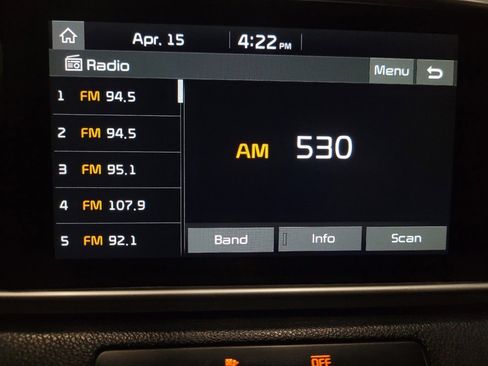 Apr. 15 4:22 PM
Radio Menu
1 FM 94.5
2 FM 94.5
3 FM 95.1
4 FM 107.9
5 FM 92.1
AM 530
Band Info Scan
OFF